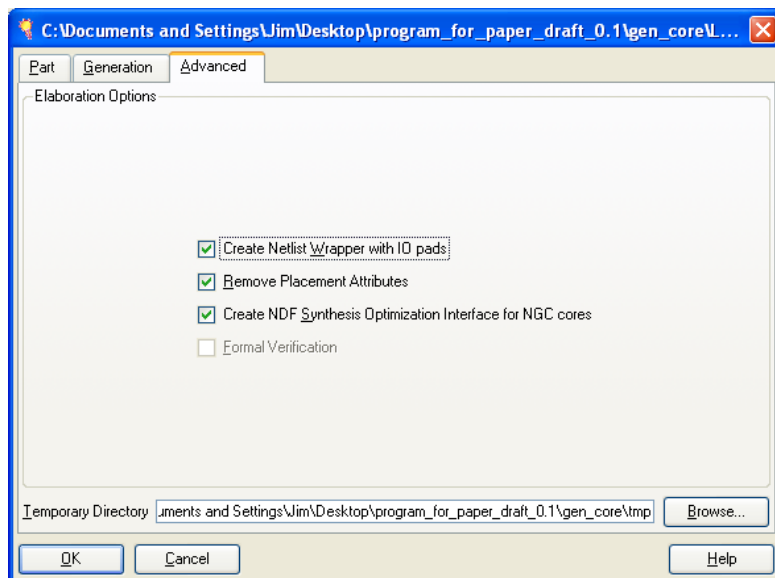 C:\Documents and Settings\Jim\Desktop\program_for_paper_draft_0.1\gen_core\L...
Part Generation Advanced
Elaboration Options
Create Netlist Wrapper with IO pads
Remove Placement Attributes
Create NDF Synthesis Optimization Interface for NGC cores
Formal Verification
Temporary Directory uments and Settings\Jim\Desktop\program_for_paper_draft_0.1\gen_core\tmp Browse...
OK Cancel Help